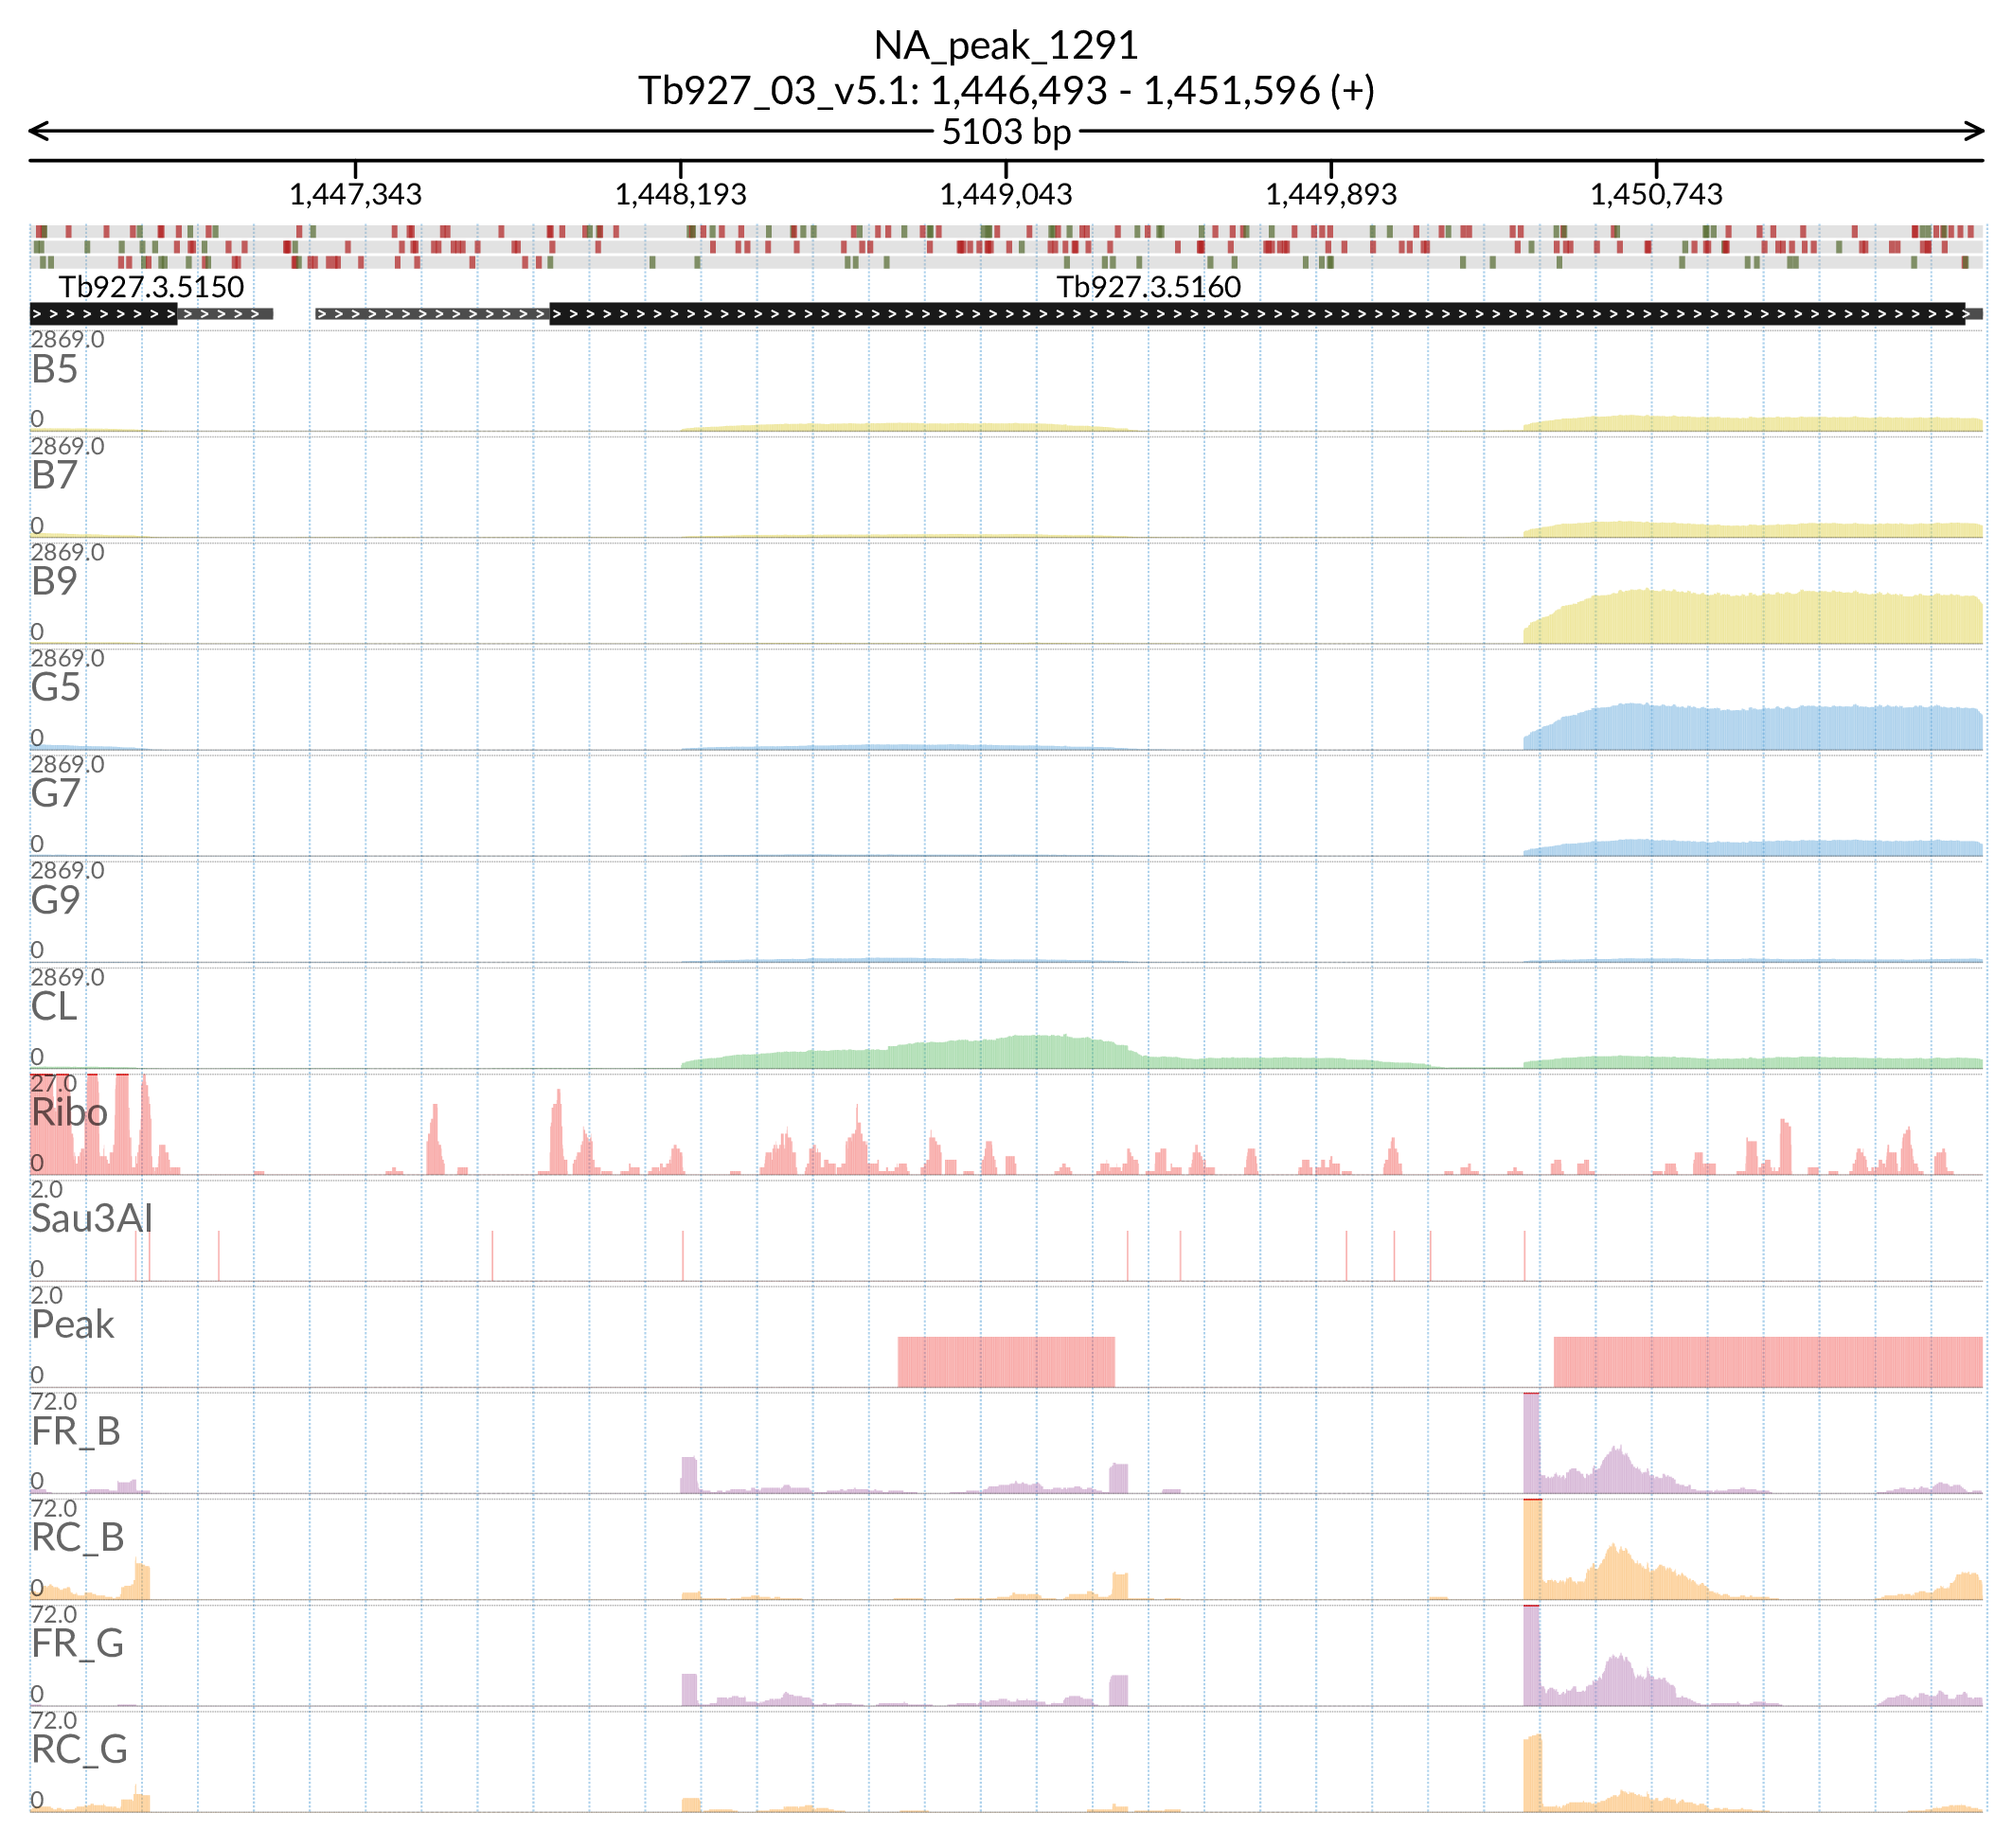 NA_peak_1291
Tb927_03_v5.1: 1,446,493 - 1,451,596 (+)
5103 bp
1,447,343 1,448,193 1,449,043 1,449,893 1,450,743
Tb927.3.5150 Tb927.3.5160
2869.0
B5
0
2869.0
B7
0
2869.0
B9
0
2869.0
G5
0
2869.0
G7
0
2869.0
G9
0
2869.0
CL
0
27.0
Ribo
0
2.0
Sau3AI
0
2.0
Peak
0
72.0
FR_B
0
72.0
RC_B
0
72.0
FR_G
0
72.0
RC_G
0